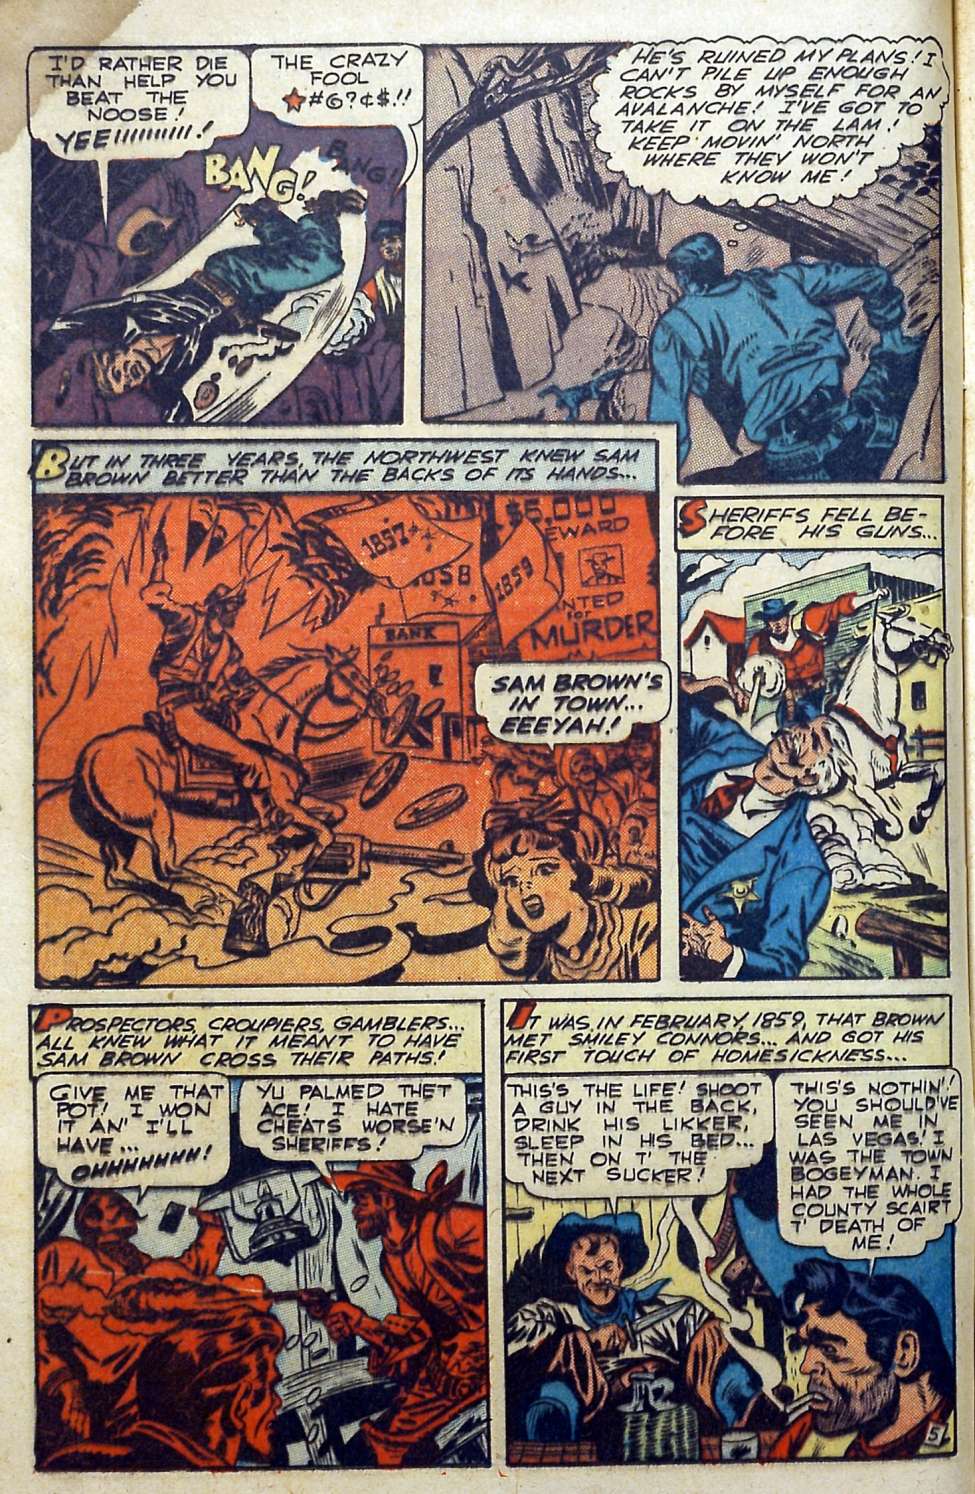 I'D RATHER DIE
THAN HELP YOU
BEAT THE
NOOSE!
YEEIIIIIIIIII!
THE CRAZY
FOOL
★#@?¢$.!!
BANG!
BANG!
HE'S RUINED MY PLANS! I
CAN'T PILE UP ENOUGH
ROCKS BY MYSELF FOR AN
AVALANCHE! I'VE GOT TO
TAKE IT ON THE LAM!
KEEP MOVIN' NORTH
WHERE THEY WON'T
KNOW ME!
BUT IN THREE YEARS, THE NORTHWEST KNEW SAM
BROWN BETTER THAN THE BACKS OF ITS HANDS...
1857
1858
1859
$5,000
EWARD
NTED
FOR
MURDER
BANK
SAM BROWN'S
IN TOWN...
EEEYAH!
SHERIFFS FELL BE-
FORE HIS GUNS...
PROSPECTORS, CROUPIERS, GAMBLERS...
ALL KNEW WHAT IT MEANT TO HAVE
SAM BROWN CROSS THEIR PATHS!
GIVE ME THAT
POT! I WON
IT AN' I'LL
HAVE...
OHHHHHHH!
YU PALMED THET
ACE! I HATE
CHEATS WORSE'N
SHERIFFS!
IT WAS, IN FEBRUARY, 1859, THAT BROWN
MET SMILEY CONNORS... AND GOT HIS
FIRST TOUCH OF HOMESICKNESS...
THIS'S THE LIFE! SHOOT
A GUY IN THE BACK,
DRINK HIS LIKKER,
SLEEP IN HIS BED...
THEN ON T' THE
NEXT SUCKER!
THIS'S NOTHIN'!
YOU SHOULD'VE
SEEN ME IN
LAS VEGAS! I
WAS THE TOWN
BOGEYMAN. I
HAD THE WHOLE
COUNTY SCAIRT
T' DEATH OF
ME!
5